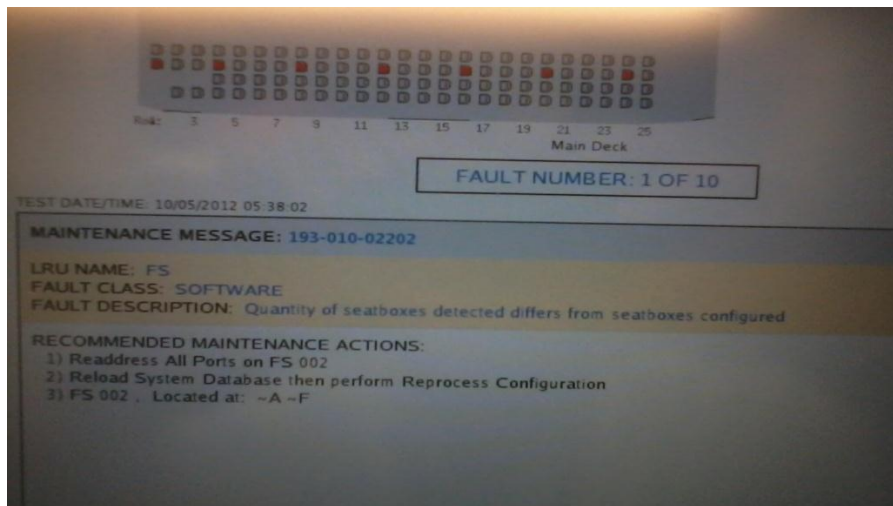 Row: 3 5 7 9 11 13 15 17 19 21 23 25
Main Deck
FAULT NUMBER: 1 OF 10
TEST DATE/TIME: 10/05/2012 05:38:02
MAINTENANCE MESSAGE: 193-010-02202
LRU NAME: FS
FAULT CLASS: SOFTWARE
FAULT DESCRIPTION: Quantity of seatboxes detected differs from seatboxes configured
RECOMMENDED MAINTENANCE ACTIONS:
1) Readdress All Ports on FS 002
2) Reload System Database then perform Reprocess Configuration
3) FS 002 , Located at: ~A ~F